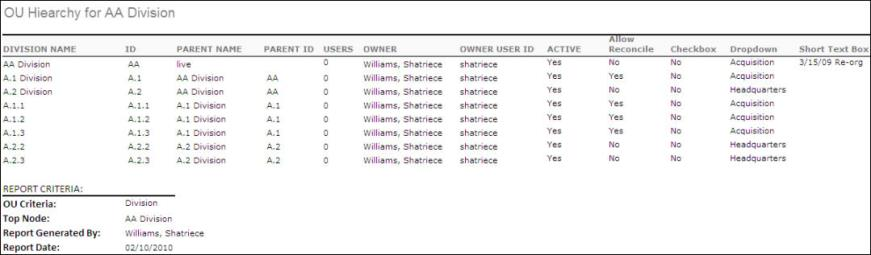 OU Hiearchy for AA Division
DIVISION NAME ID PARENT NAME PARENT ID USERS OWNER OWNER USER ID ACTIVE Allow Reconcile Checkbox Dropdown Short Text Box
AA Division AA live 0 Williams, Shatriece shatriece Yes No No Acquisition 3/15/09 Re-org
A.1 Division A.1 AA Division AA 0 Williams, Shatriece shatriece Yes Yes No Acquisition
A.2 Division A.2 AA Division AA 0 Williams, Shatriece shatriece Yes No No Headquarters
A.1.1 A.1.1 A.1 Division A.1 0 Williams, Shatriece shatriece Yes Yes No Acquisition
A.1.2 A.1.2 A.1 Division A.1 0 Williams, Shatriece shatriece Yes Yes No Acquisition
A.1.3 A.1.3 A.1 Division A.1 0 Williams, Shatriece shatriece Yes Yes No Acquisition
A.2.2 A.2.2 A.2 Division A.2 0 Williams, Shatriece shatriece Yes No No Headquarters
A.2.3 A.2.3 A.2 Division A.2 0 Williams, Shatriece shatriece Yes No No Headquarters
REPORT CRITERIA:
OU Criteria: Division
Top Node: AA Division
Report Generated By: Williams, Shatriece
Report Date: 02/10/2010